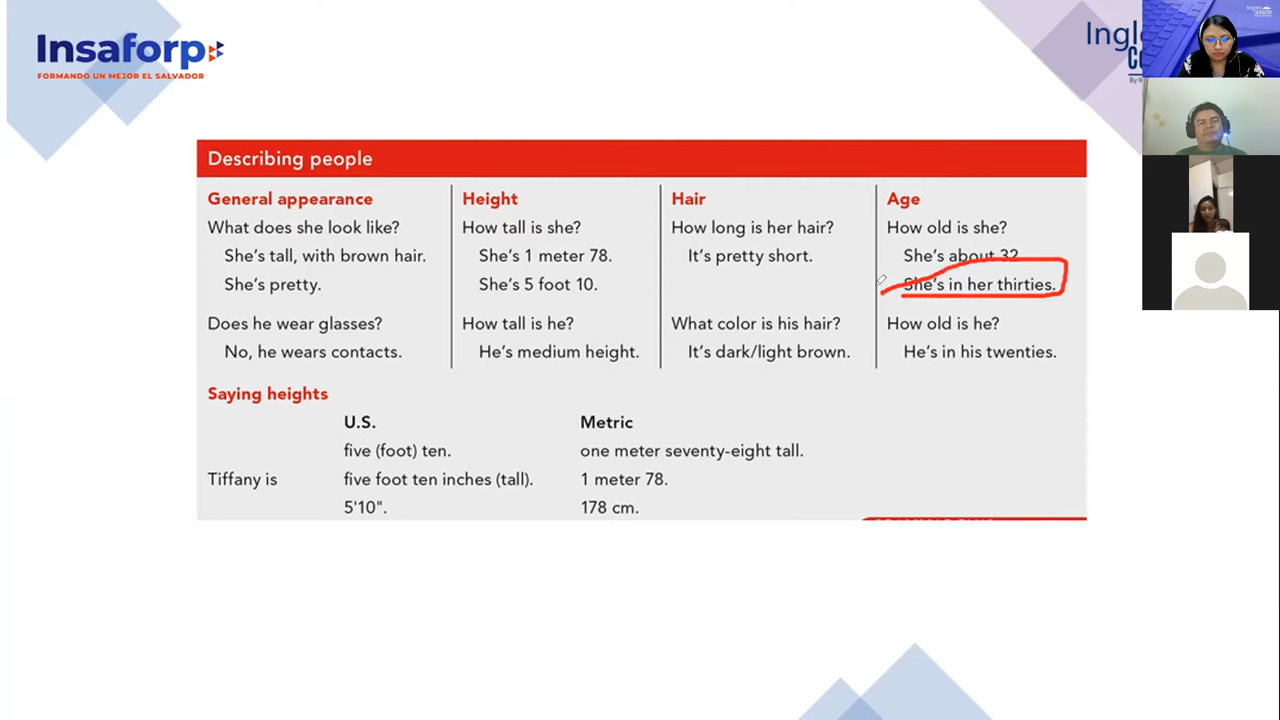 Insaforp
FORMANDO UN MEJOR EL SALVADOR
Describing people
General appearance
What does she look like?
She's tall, with brown hair.
She's pretty.
Does he wear glasses?
No, he wears contacts.
Height
How tall is she?
She's 1 meter 78.
She's 5 foot 10.
How tall is he?
He's medium height.
Hair
How long is her hair?
It's pretty short.
What color is his hair?
It's dark/light brown.
Age
How old is she?
She's about 32.
She's in her thirties.
How old is he?
He's in his twenties.
Saying heights
U.S.
Metric
five (foot) ten.
one meter seventy-eight tall.
Tiffany is
five foot ten inches (tall).
1 meter 78.
5'10".
178 cm.